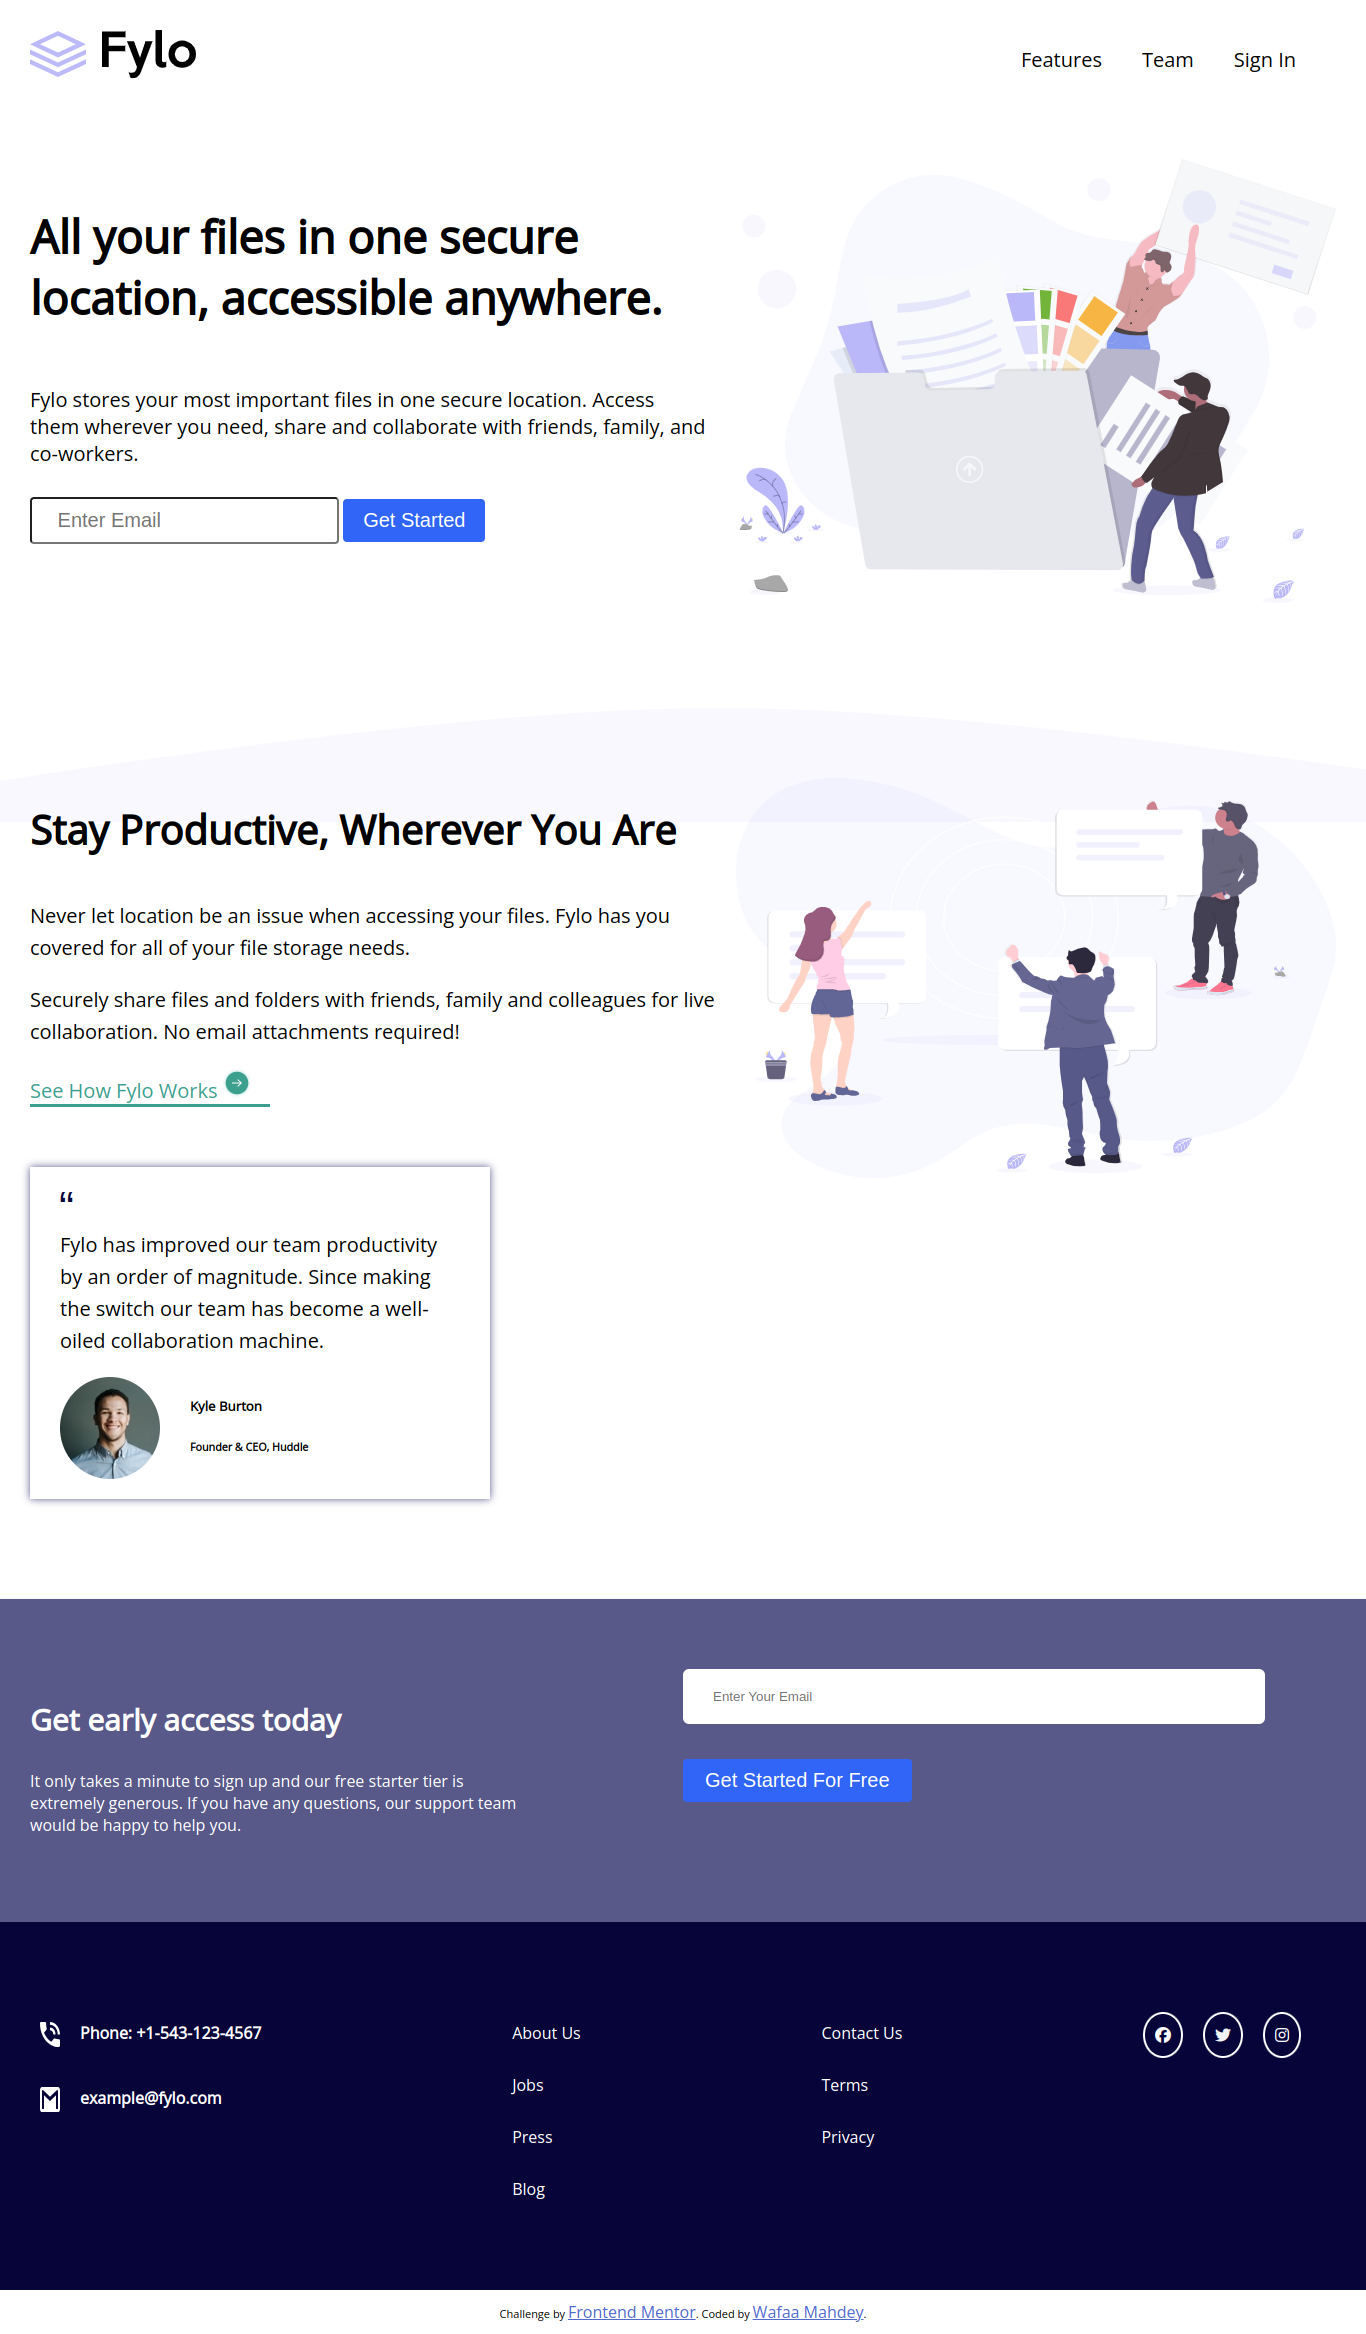 Fylo
Features Team Sign In
All your files in one secure
location, accessible anywhere.
Fylo stores your most important files in one secure location. Access
them wherever you need, share and collaborate with friends, family, and
co-workers.
Enter Email Get Started
Stay Productive, Wherever You Are
Never let location be an issue when accessing your files. Fylo has you
covered for all of your file storage needs.
Securely share files and folders with friends, family and colleagues for live
collaboration. No email attachments required!
See How Fylo Works
“
Fylo has improved our team productivity
by an order of magnitude. Since making
the switch our team has become a well-
oiled collaboration machine.
Kyle Burton
Founder & CEO, Huddle
Get early access today
It only takes a minute to sign up and our free starter tier is
extremely generous. If you have any questions, our support team
would be happy to help you.
Enter Your Email
Get Started For Free
Phone: +1-543-123-4567
example@fylo.com
About Us
Jobs
Press
Blog
Contact Us
Terms
Privacy
Challenge by Frontend Mentor. Coded by Wafaa Mahdey.